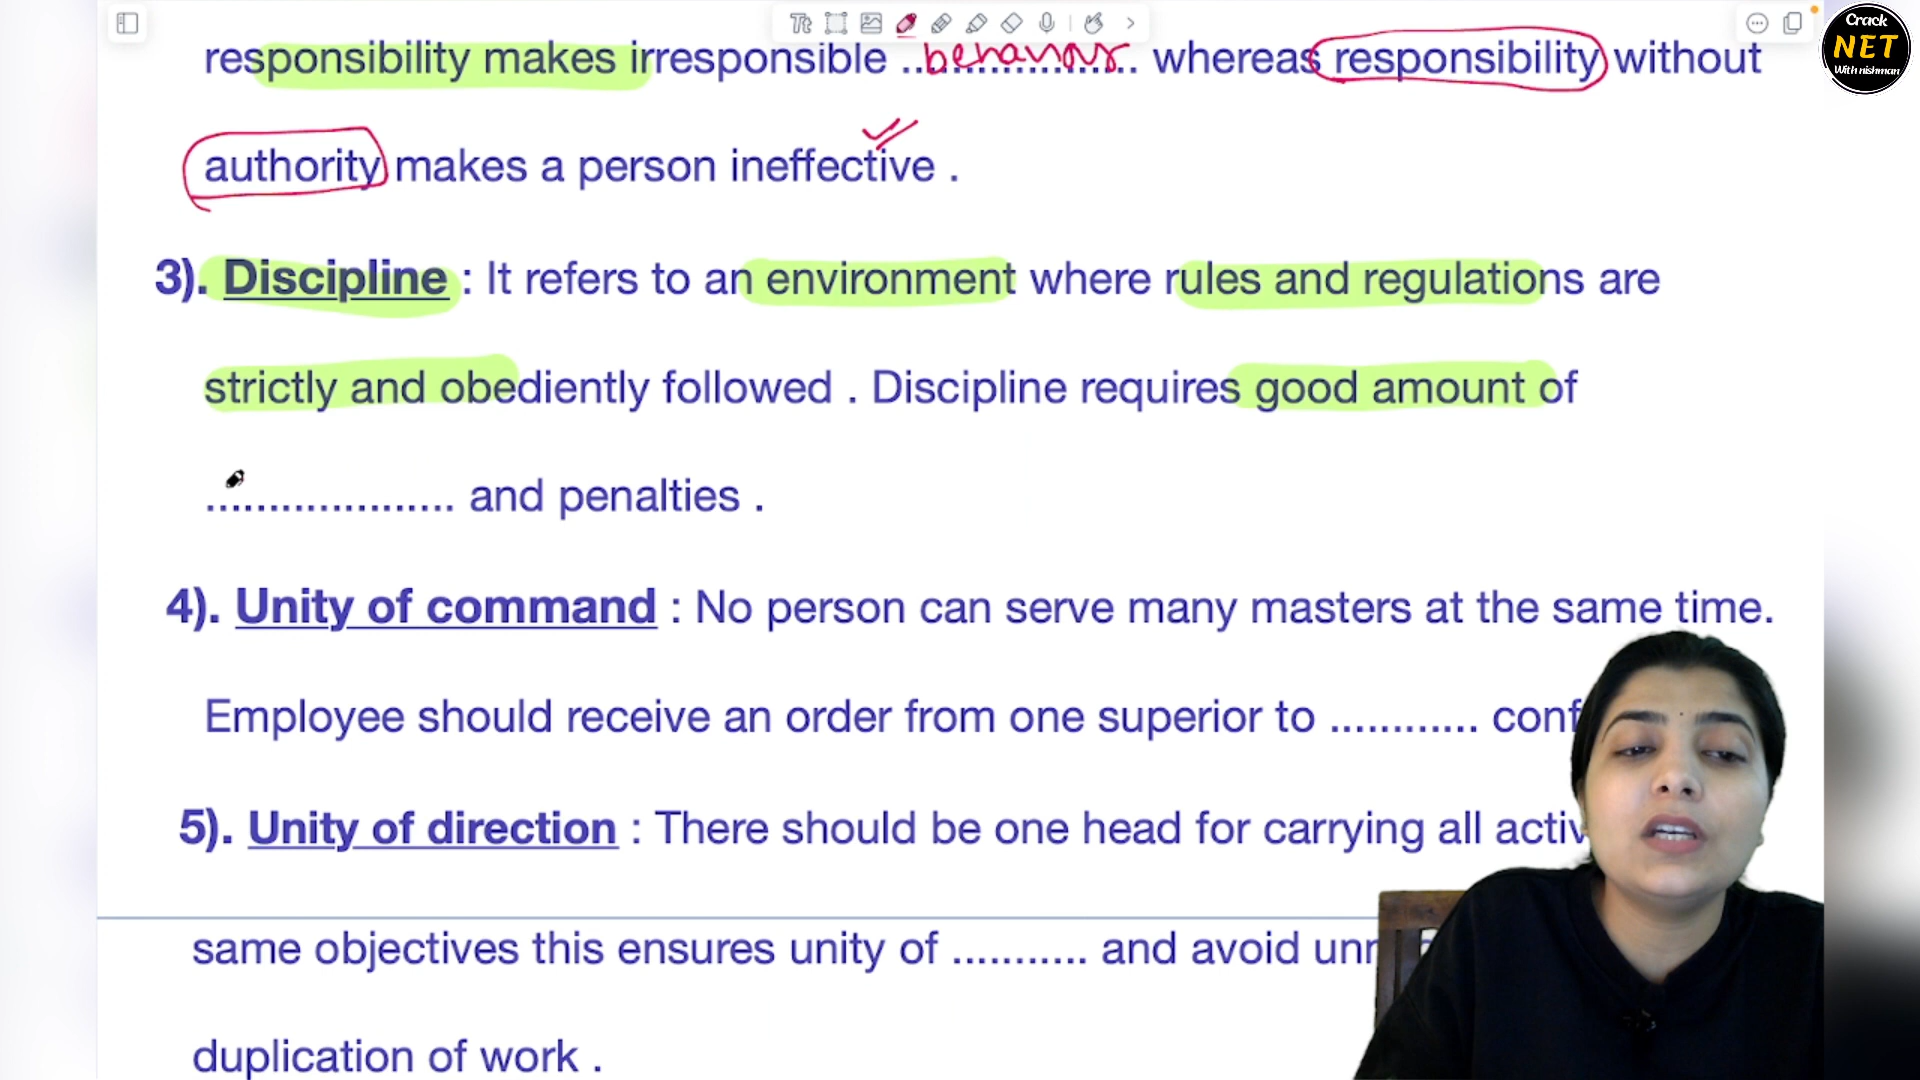 Crack
NET
With nishman
responsibility makes irresponsible ..behaviour.. whereas responsibility without
authority makes a person ineffective .
3). Discipline : It refers to an environment where rules and regulations are
strictly and obediently followed . Discipline requires good amount of
.................... and penalties .
4). Unity of command : No person can serve many masters at the same time.
Employee should receive an order from one superior to ............
5). Unity of direction : There should be one head for carrying all
same objectives this ensures unity of ........... and avoid
duplication of work .